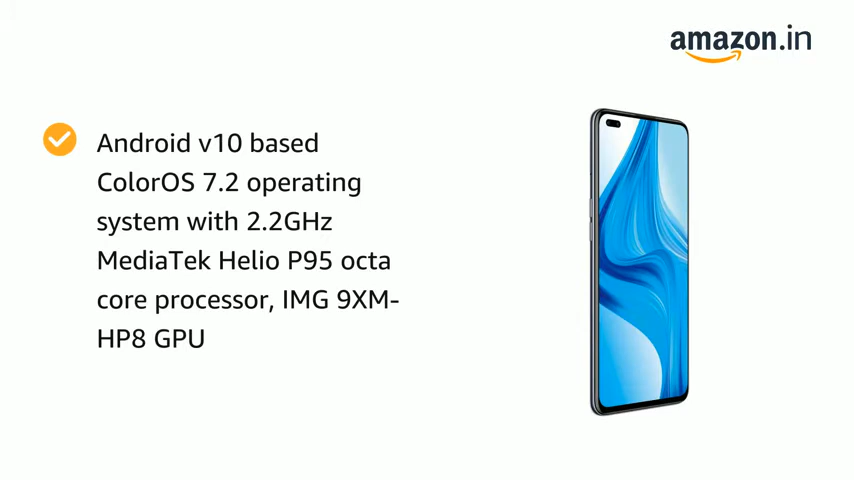 amazon.in
Android v10 based
ColorOS 7.2 operating
system with 2.2GHz
MediaTek Helio P95 octa
core processor, IMG 9XM-
HP8 GPU